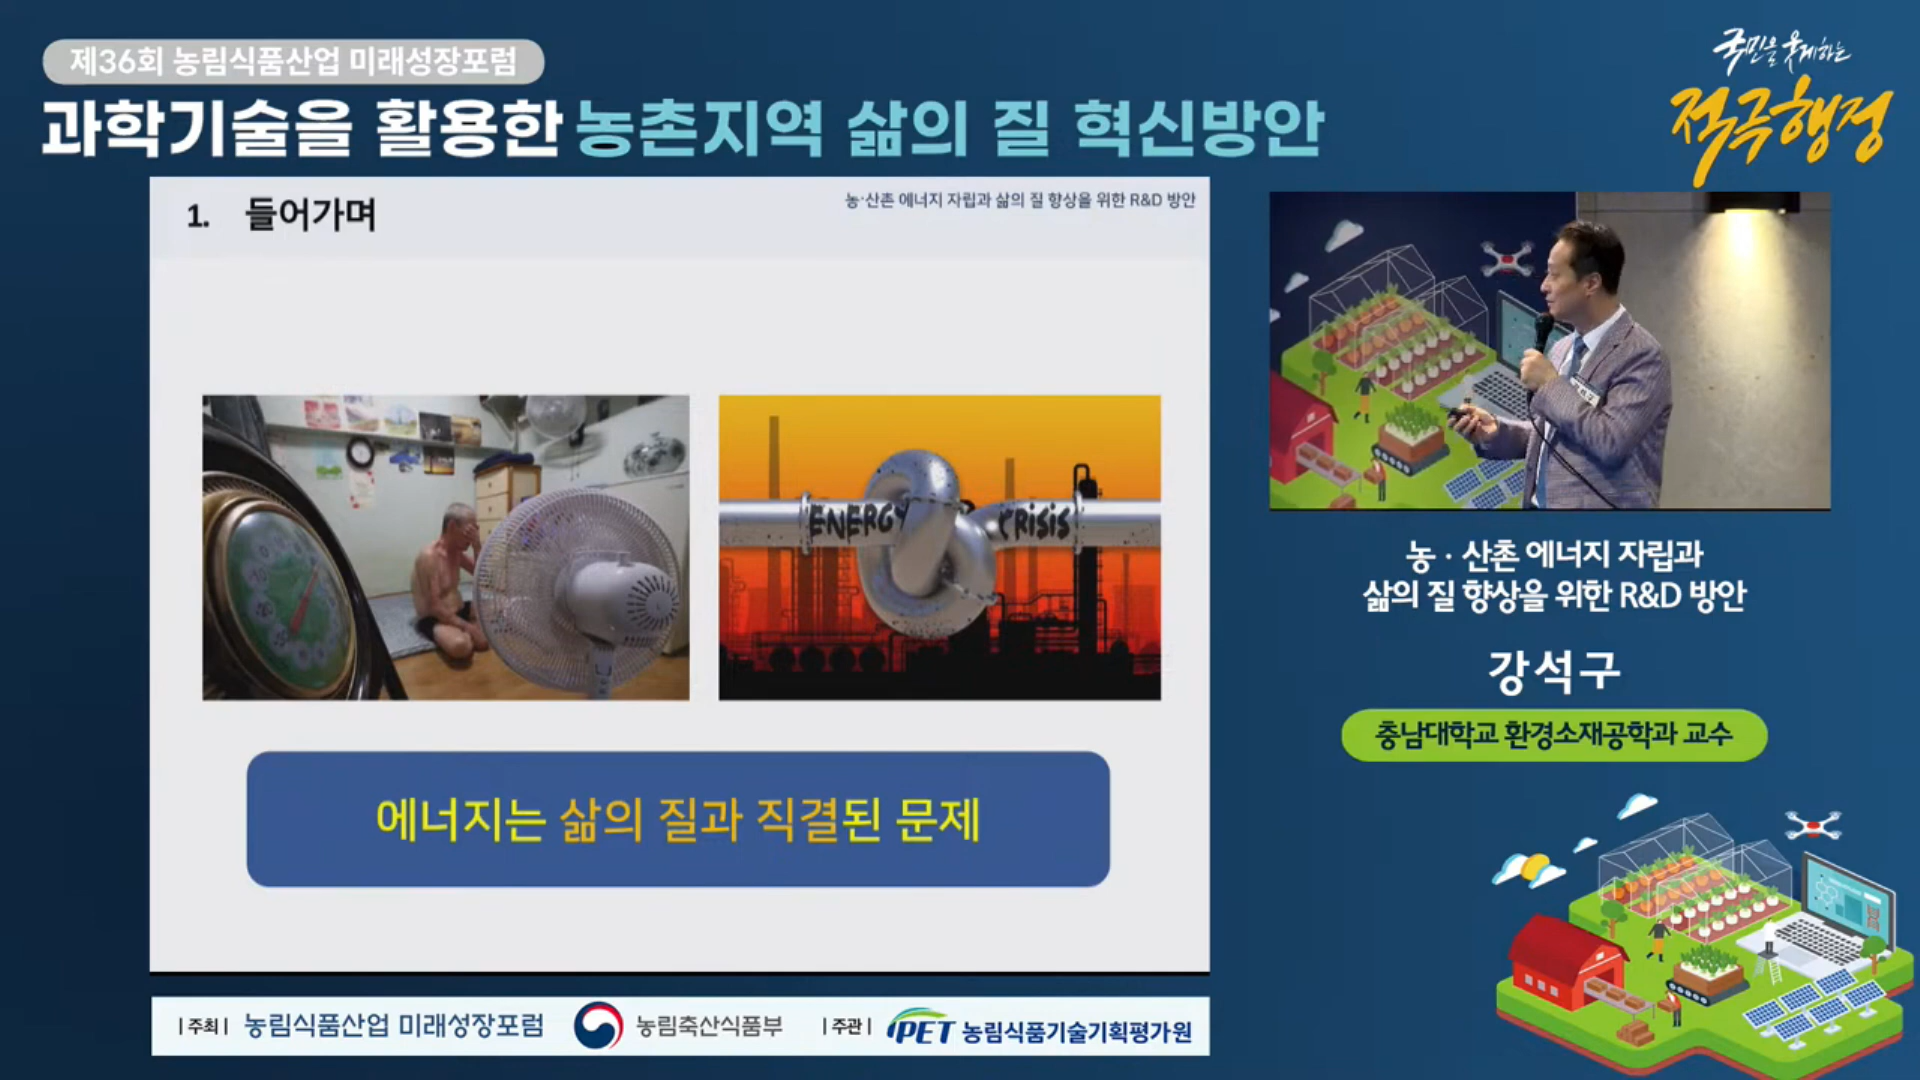 제36회 농림식품산업 미래성장포럼
과학기술을 활용한 농촌지역 삶의 질 혁신방안
국민을 웃게하는
적극행정
1. 들어가며
농·산촌 에너지 자립과 삶의 질 향상을 위한 R&D 방안
ENERGY CRISIS
에너지는 삶의 질과 직결된 문제
농·산촌 에너지 자립과
삶의 질 향상을 위한 R&D 방안
강석구
충남대학교 환경소재공학과 교수
|주최| 농림식품산업 미래성장포럼 농림축산식품부 |주관| iPET 농림식품기술기획평가원